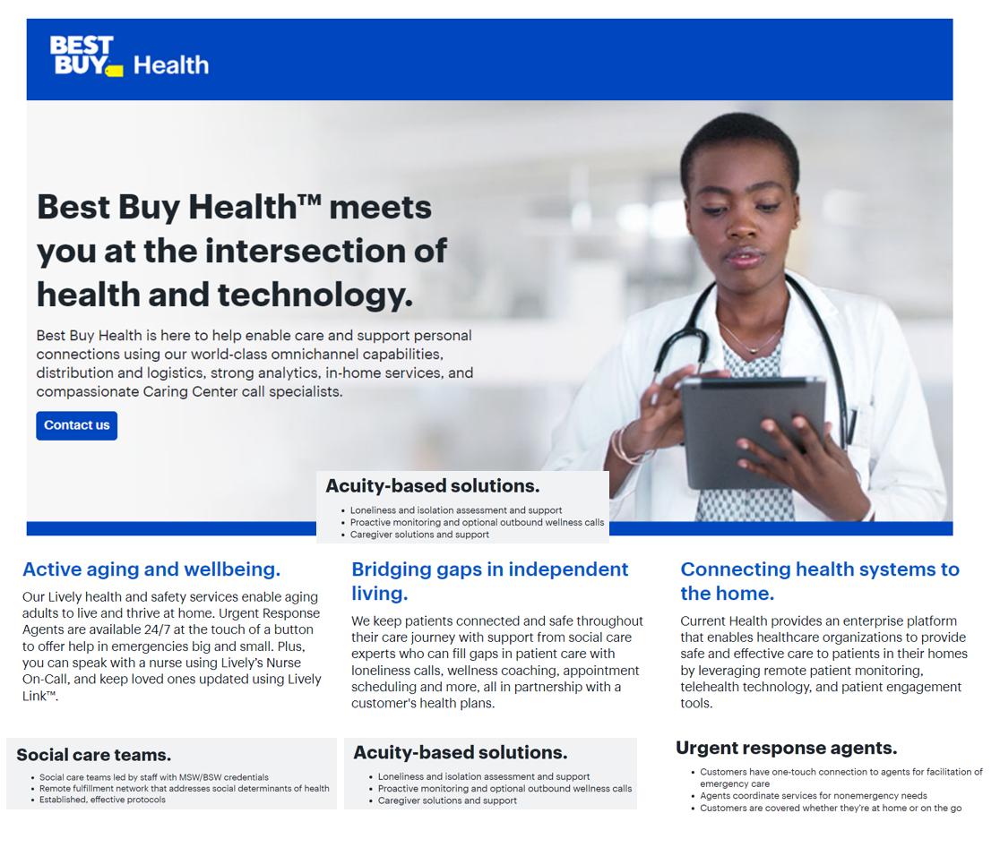 BEST
BUY Health
Best Buy Health™ meets
you at the intersection of
health and technology.
Best Buy Health is here to help enable care and support personal
connections using our world-class omnichannel capabilities,
distribution and logistics, strong analytics, in-home services, and
compassionate Caring Center call specialists.
Contact us
Acuity-based solutions.
• Loneliness and isolation assessment and support
• Proactive monitoring and optional outbound wellness calls
• Caregiver solutions and support
Active aging and wellbeing.
Our Lively health and safety services enable aging
adults to live and thrive at home. Urgent Response
Agents are available 24/7 at the touch of a button
to offer help in emergencies big and small. Plus,
you can speak with a nurse using Lively's Nurse
On-Call, and keep loved ones updated using Lively
Link™.
Bridging gaps in independent
living.
We keep patients connected and safe throughout
their care journey with support from social care
experts who can fill gaps in patient care with
loneliness calls, wellness coaching, appointment
scheduling and more, all in partnership with a
customer's health plans.
Connecting health systems to
the home.
Current Health provides an enterprise platform
that enables healthcare organizations to provide
safe and effective care to patients in their homes
by leveraging remote patient monitoring,
telehealth technology, and patient engagement
tools.
Social care teams.
• Social care teams led by staff with MSW/BSW credentials
• Remote fulfillment network that addresses social determinants of health
• Established, effective protocols
Acuity-based solutions.
• Loneliness and isolation assessment and support
• Proactive monitoring and optional outbound wellness calls
• Caregiver solutions and support
Urgent response agents.
• Customers have one-touch connection to agents for facilitation of
emergency care
• Agents coordinate services for nonemergency needs
• Customers are covered whether they're at home or on the go